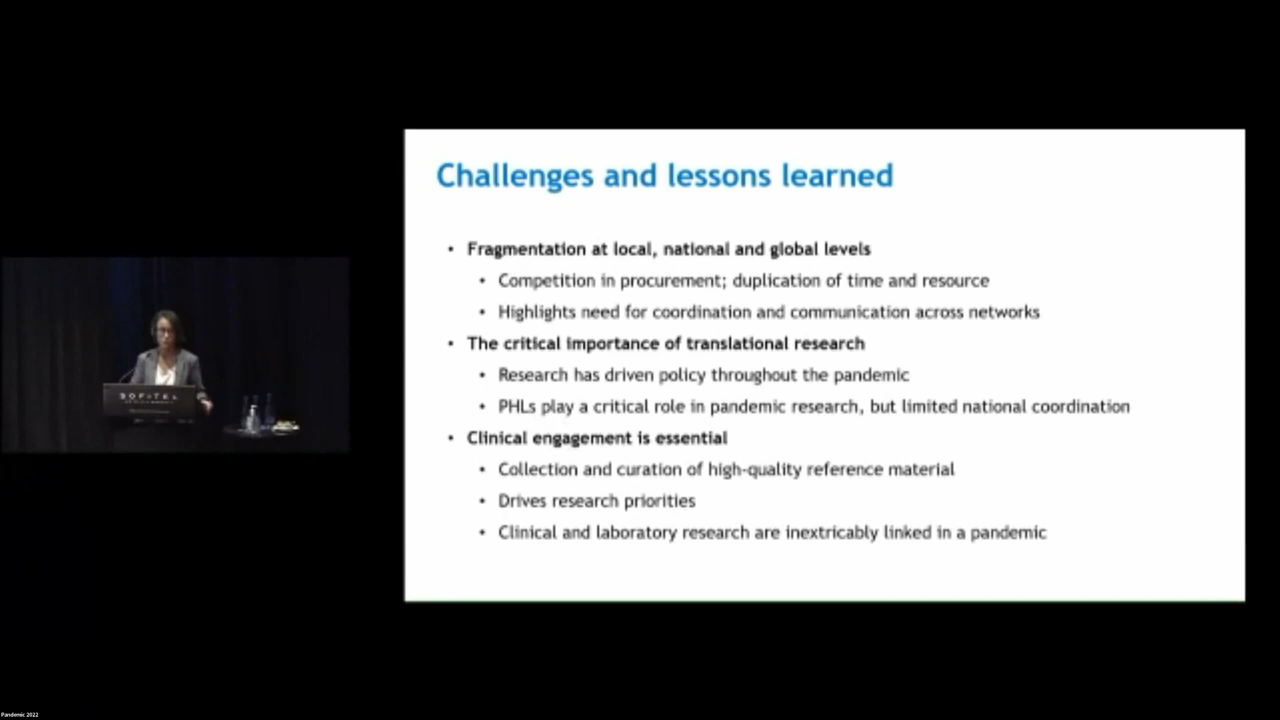 Challenges and lessons learned
• Fragmentation at local, national and global levels
• Competition in procurement; duplication of time and resource
• Highlights need for coordination and communication across networks
• The critical importance of translational research
• Research has driven policy throughout the pandemic
• PHLs play a critical role in pandemic research, but limited national coordination
• Clinical engagement is essential
• Collection and curation of high-quality reference material
• Drives research priorities
• Clinical and laboratory research are inextricably linked in a pandemic
SOFITEL
Pandemic 2022